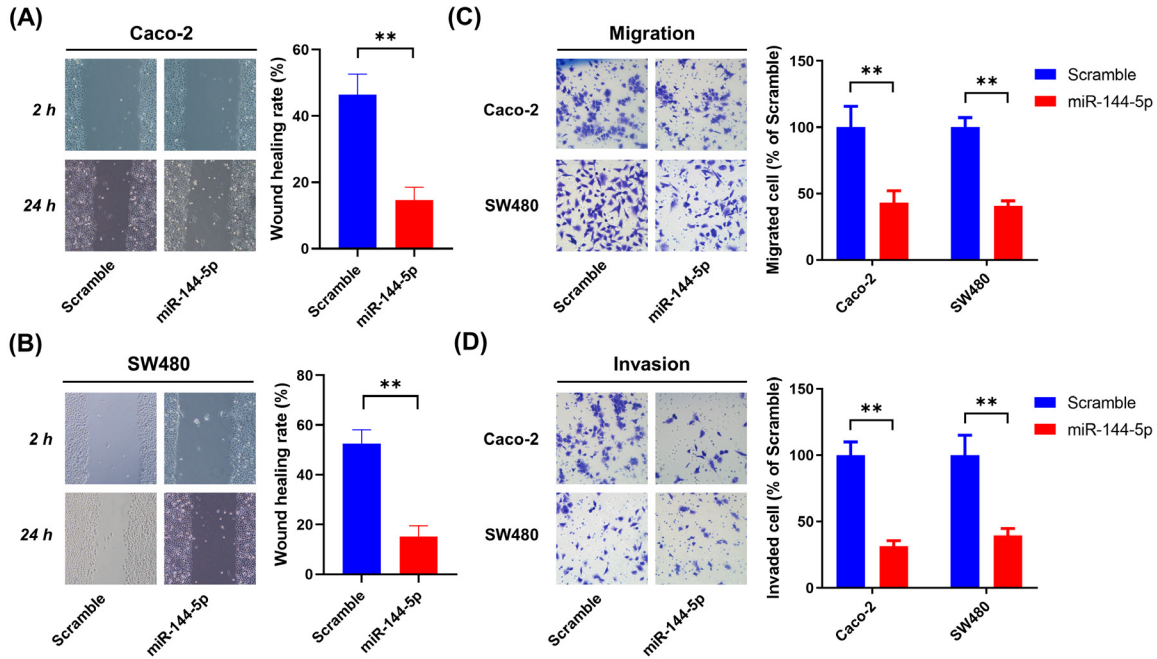 (A)
Caco-2
2 h
24 h
Scramble
miR-144-5p
Wound healing rate (%)
60
40
20
0
**
Scramble
miR-144-5p
(C)
Migration
Caco-2
SW480
Scramble
miR-144-5p
Migrated cell (% of Scramble)
150
100
50
0
**
**
Caco-2
SW480
Scramble
miR-144-5p
(B)
SW480
2 h
24 h
Scramble
miR-144-5p
Wound healing rate (%)
80
60
40
20
0
**
Scramble
miR-144-5p
(D)
Invasion
Caco-2
SW480
Scramble
miR-144-5p
Invaded cell (% of Scramble)
150
100
50
0
**
**
Caco-2
SW480
Scramble
miR-144-5p